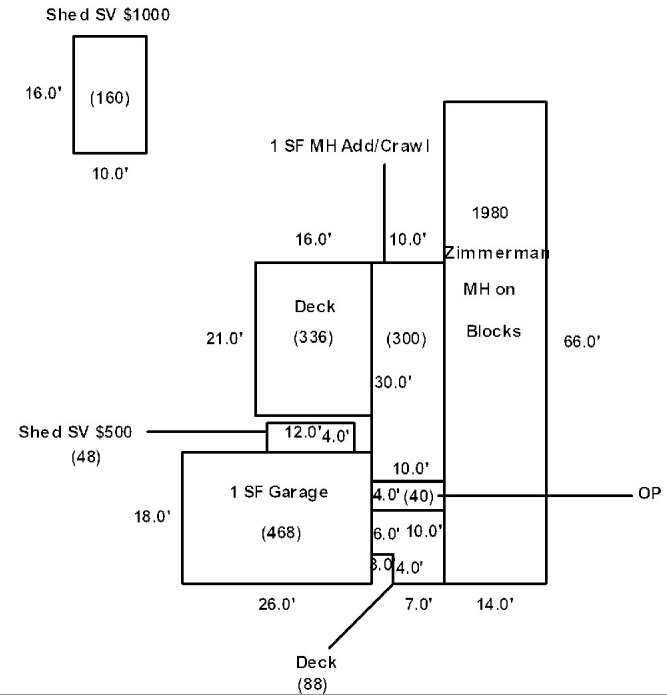 Shed SV $1000
16.0'
(160)
10.0'
1 SF MH Add/Crawl
1980
Zimmerman
MH on
Blocks
16.0'
10.0'
Deck
(336)
21.0'
(300)
66.0'
30.0'
Shed SV $500
(48)
12.0'
4.0'
10.0'
1 SF Garage
(468)
18.0'
4.0'
(40)
OP
6.0'
10.0'
3.0'
4.0'
26.0'
7.0'
14.0'
Deck
(88)